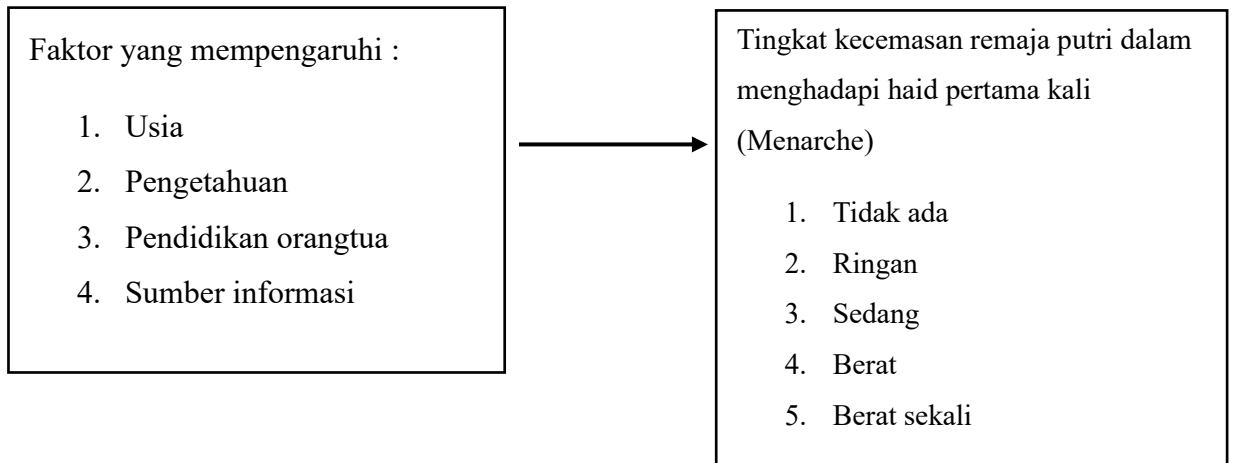 Faktor yang mempengaruhi :
1. Usia
2. Pengetahuan
3. Pendidikan orangtua
4. Sumber informasi
Tingkat kecemasan remaja putri dalam
menghadapi haid pertama kali
(Menarche)
1. Tidak ada
2. Ringan
3. Sedang
4. Berat
5. Berat sekali